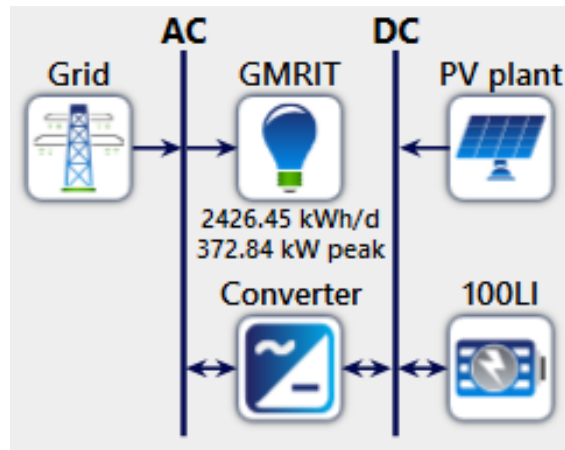 AC DC
Grid GMRIT PV plant
2426.45 kWh/d
372.84 kW peak
Converter 100LI